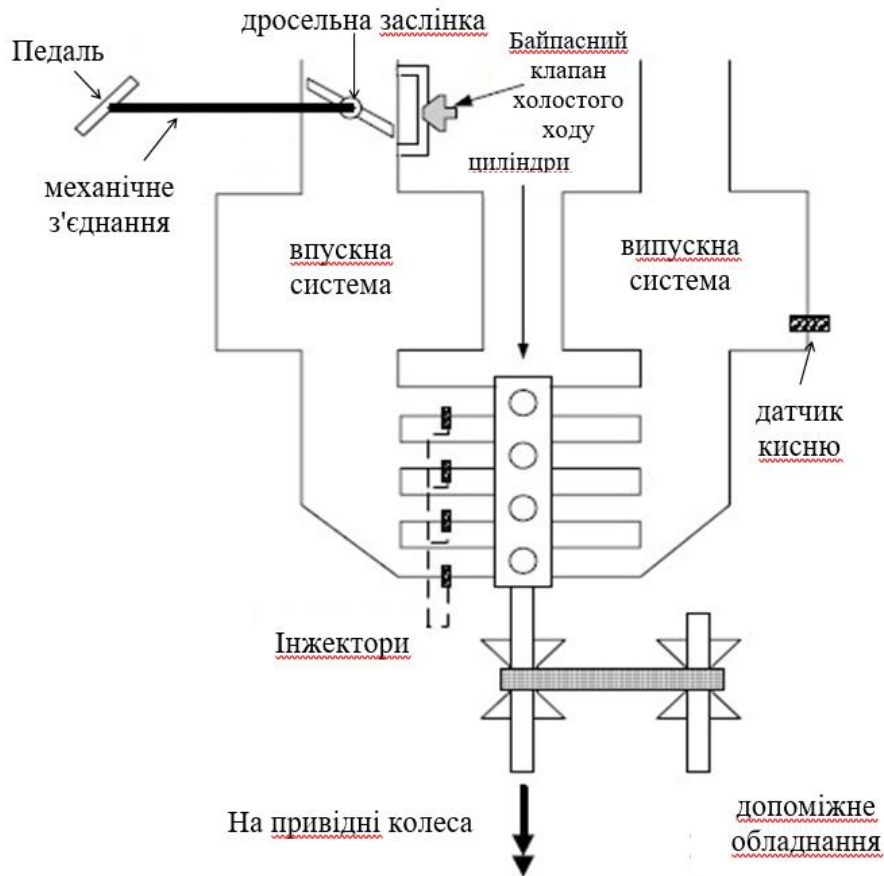 дросельна заслінка
Педаль
Байпасний
клапан
холостого
ходу
циліндри
механічне
з'єднання
впускна
система
випускна
система
датчик
кисню
Інжектори
На привідні колеса
допоміжне
обладнання